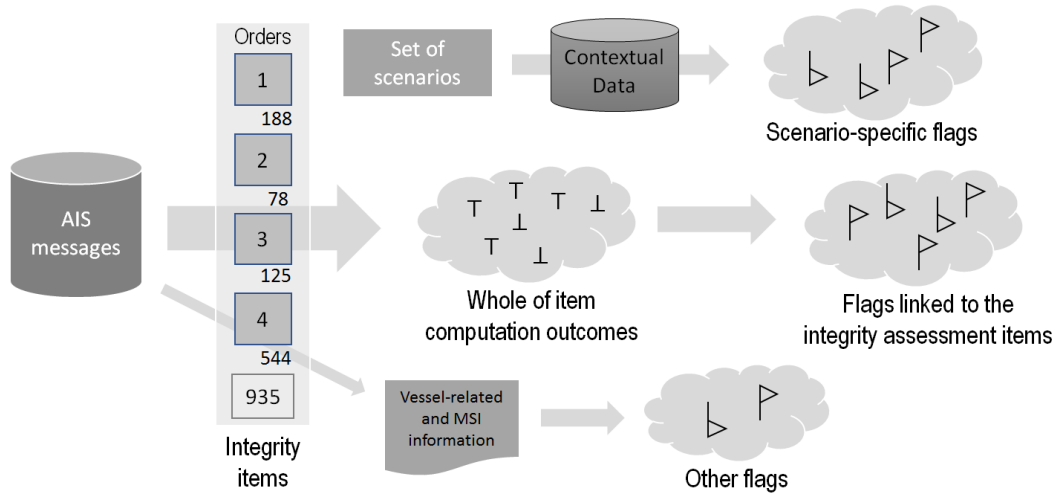 Orders
1
188
2
78
3
125
4
544
935
Integrity
items
AIS
messages
Set of
scenarios
Contextual
Data
Scenario-specific flags
Whole of item
computation outcomes
Flags linked to the
integrity assessment items
Vessel-related
and MSI
information
Other flags